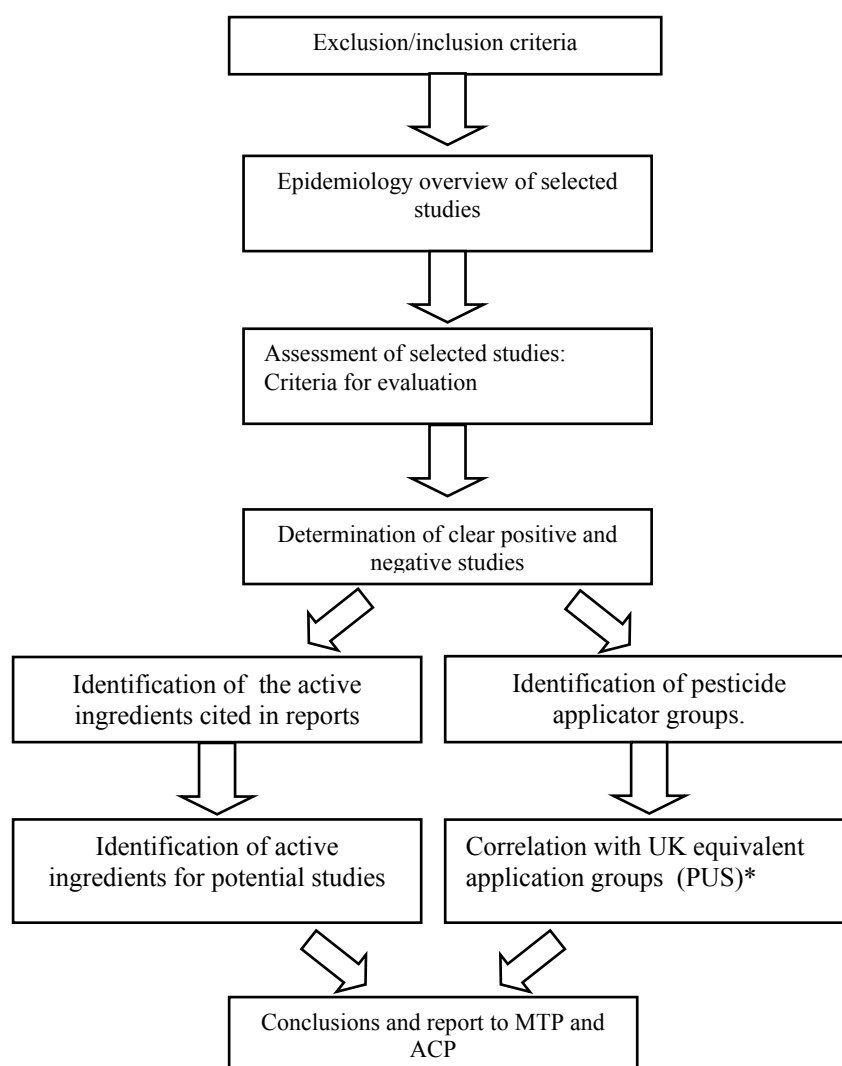 Exclusion/inclusion criteria
Epidemiology overview of selected
studies
Assessment of selected studies:
Criteria for evaluation
Determination of clear positive and
negative studies
Identification of the active
ingredients cited in reports
Identification of pesticide
applicator groups.
Identification of active
ingredients for potential studies
Correlation with UK equivalent
application groups (PUS)*
Conclusions and report to MTP and
ACP